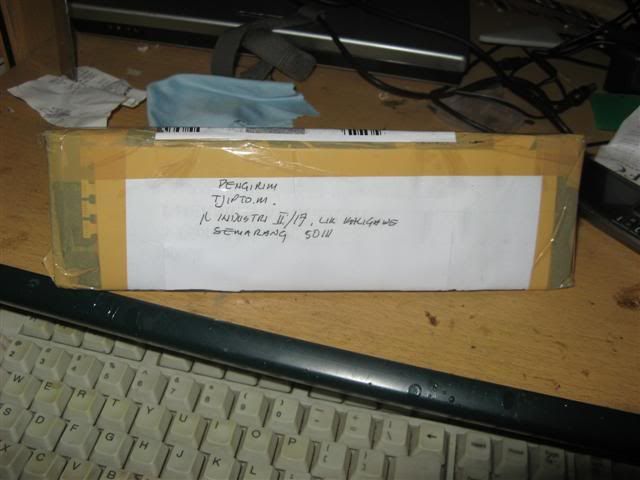 PENGIRIM
TJIPTO.M.
JL INDUSTRI II/17, LIK KALIGAWE
SEMARANG 50111
W E R T Y U I O P
S D F G H J K L